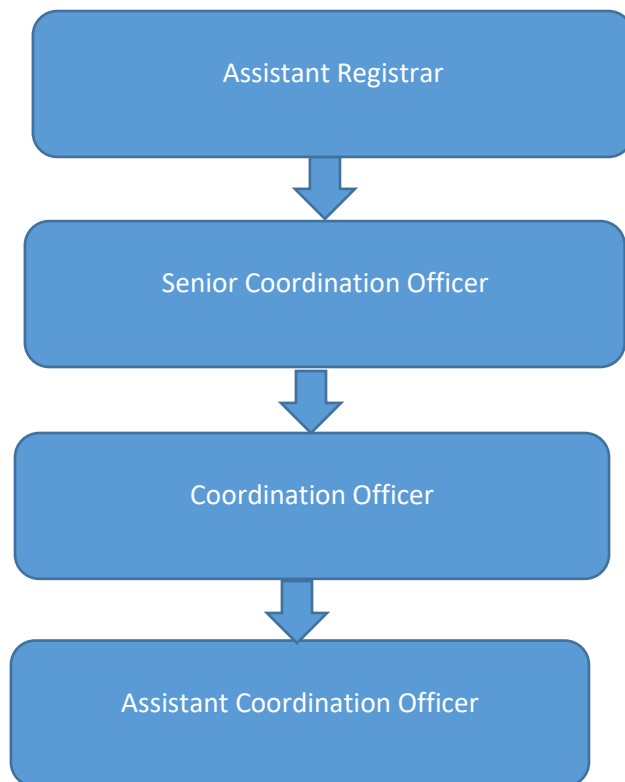 Assistant Registrar
Senior Coordination Officer
Coordination Officer
Assistant Coordination Officer